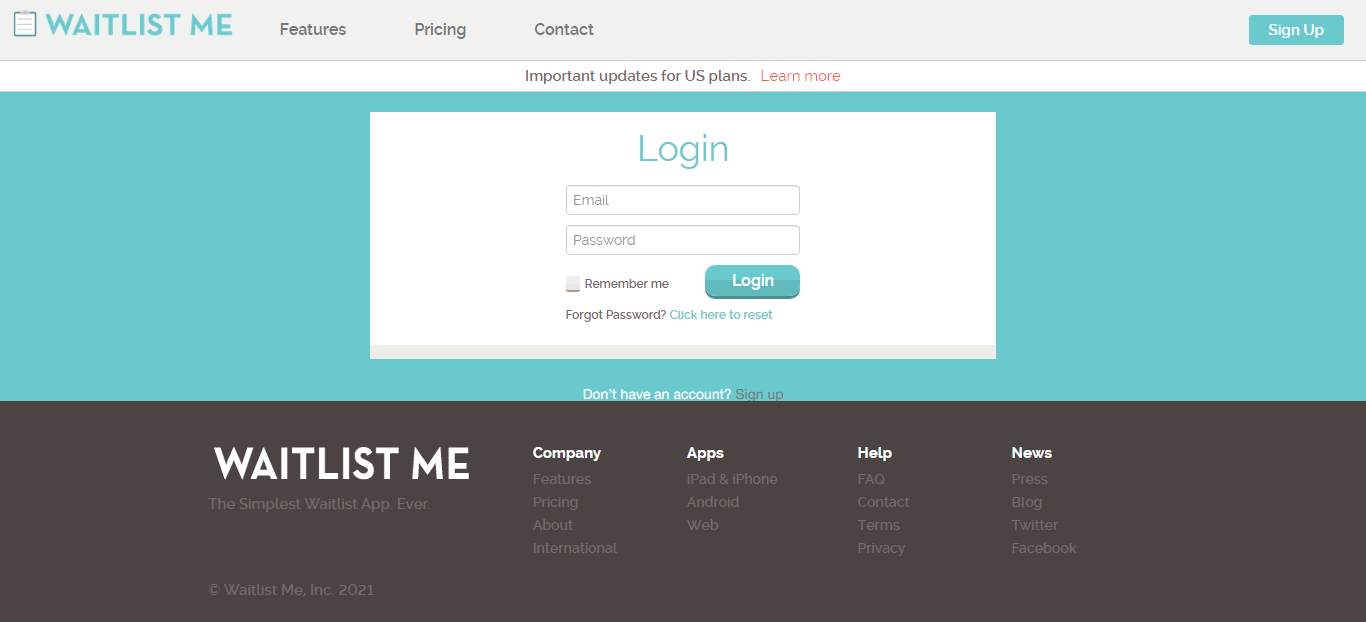 WAITLIST ME
Features
Pricing
Contact
Sign Up
Important updates for US plans. Learn more
Login
Email
Password
Remember me
Login
Forgot Password? Click here to reset
Don't have an account? Sign up
WAITLIST ME
The Simplest Waitlist App. Ever.
Company
Features
Pricing
About
International
Apps
iPad & iPhone
Android
Web
Help
FAQ
Contact
Terms
Privacy
News
Press
Blog
Twitter
Facebook
© Waitlist Me, Inc. 2021